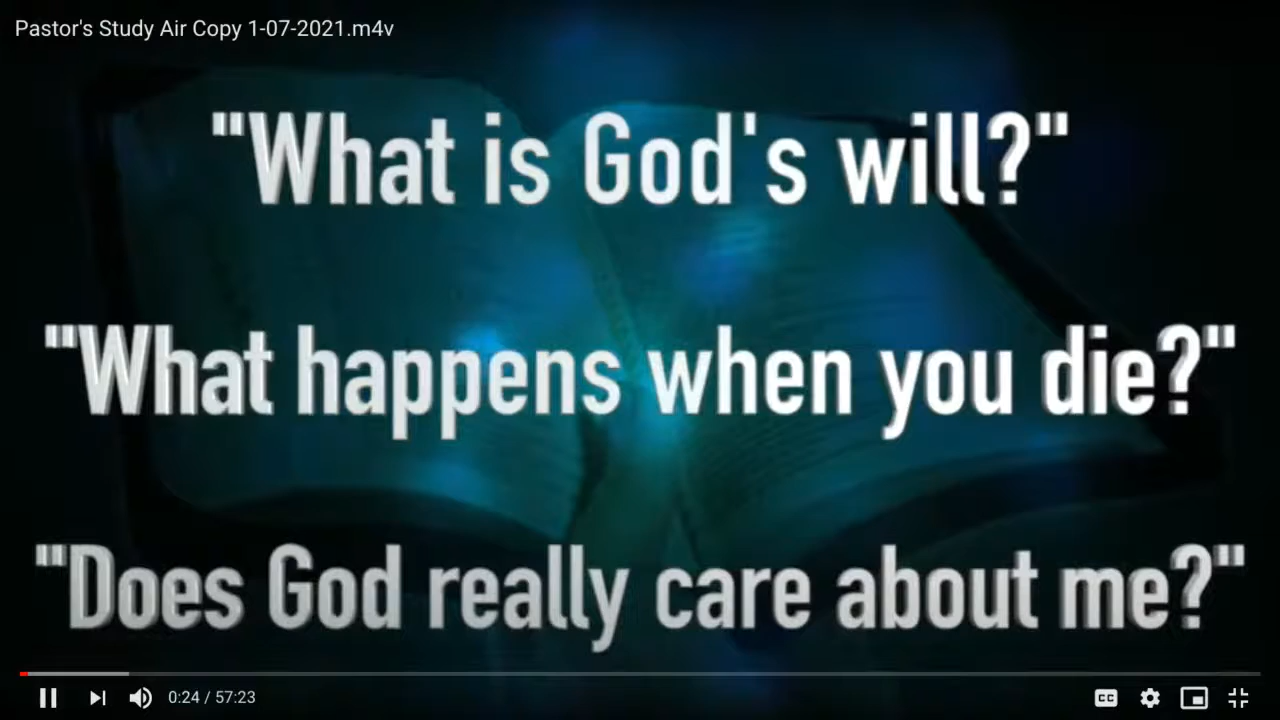 Pastor's Study Air Copy 1-07-2021.m4v
"What is God's will?"
"What happens when you die?"
"Does God really care about me?"
0:24 / 57:23
CC